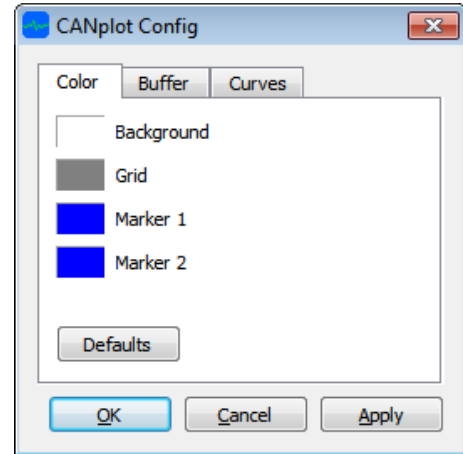 CANplot Config
Color Buffer Curves
Background
Grid
Marker 1
Marker 2
Defaults
OK Cancel Apply